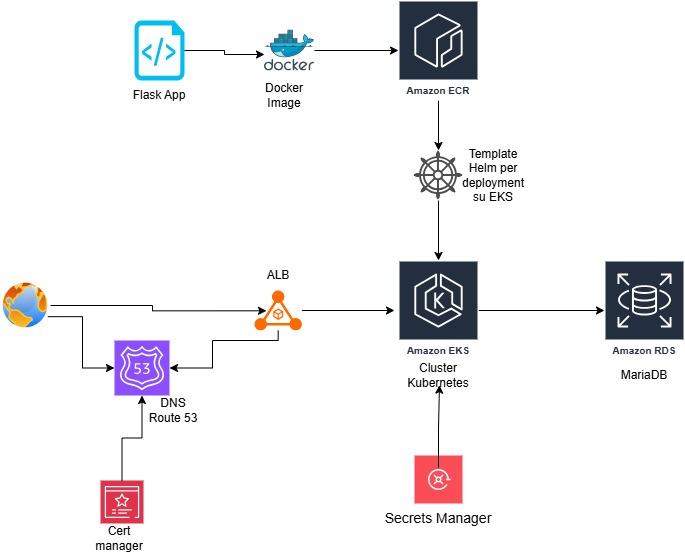 Flask App
docker
Docker
Image
Amazon ECR
Template
Helm per
deployment
su EKS
ALB
K
Amazon EKS
Cluster
Kubernetes
Amazon RDS
MariaDB
53
DNS
Route 53
Cert
manager
Secrets Manager